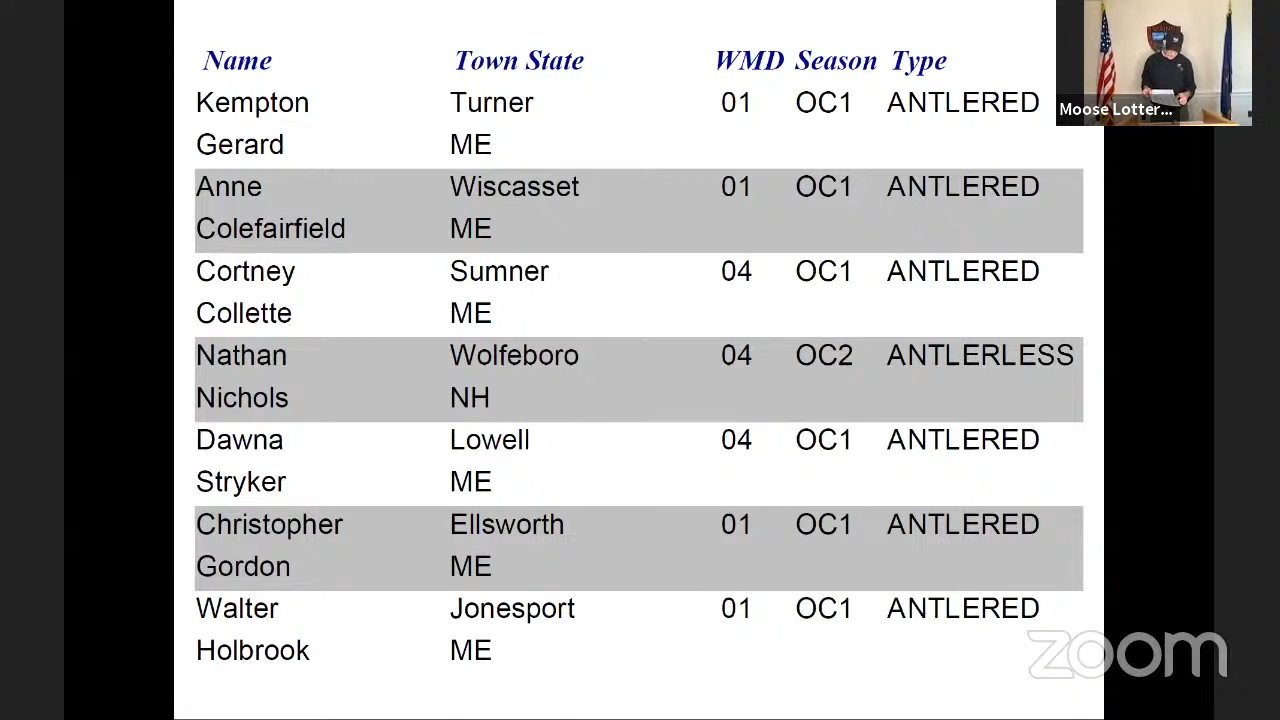 Name Town State WMD Season Type
Kempton Turner 01 OC1 ANTLERED
Gerard ME
Anne Wiscasset 01 OC1 ANTLERED
Colefairfield ME
Cortney Sumner 04 OC1 ANTLERED
Collette ME
Nathan Wolfeboro 04 OC2 ANTLERLESS
Nichols NH
Dawna Lowell 04 OC1 ANTLERED
Stryker ME
Christopher Ellsworth 01 OC1 ANTLERED
Gordon ME
Walter Jonesport 01 OC1 ANTLERED
Holbrook ME
Moose Lotter...
zoom